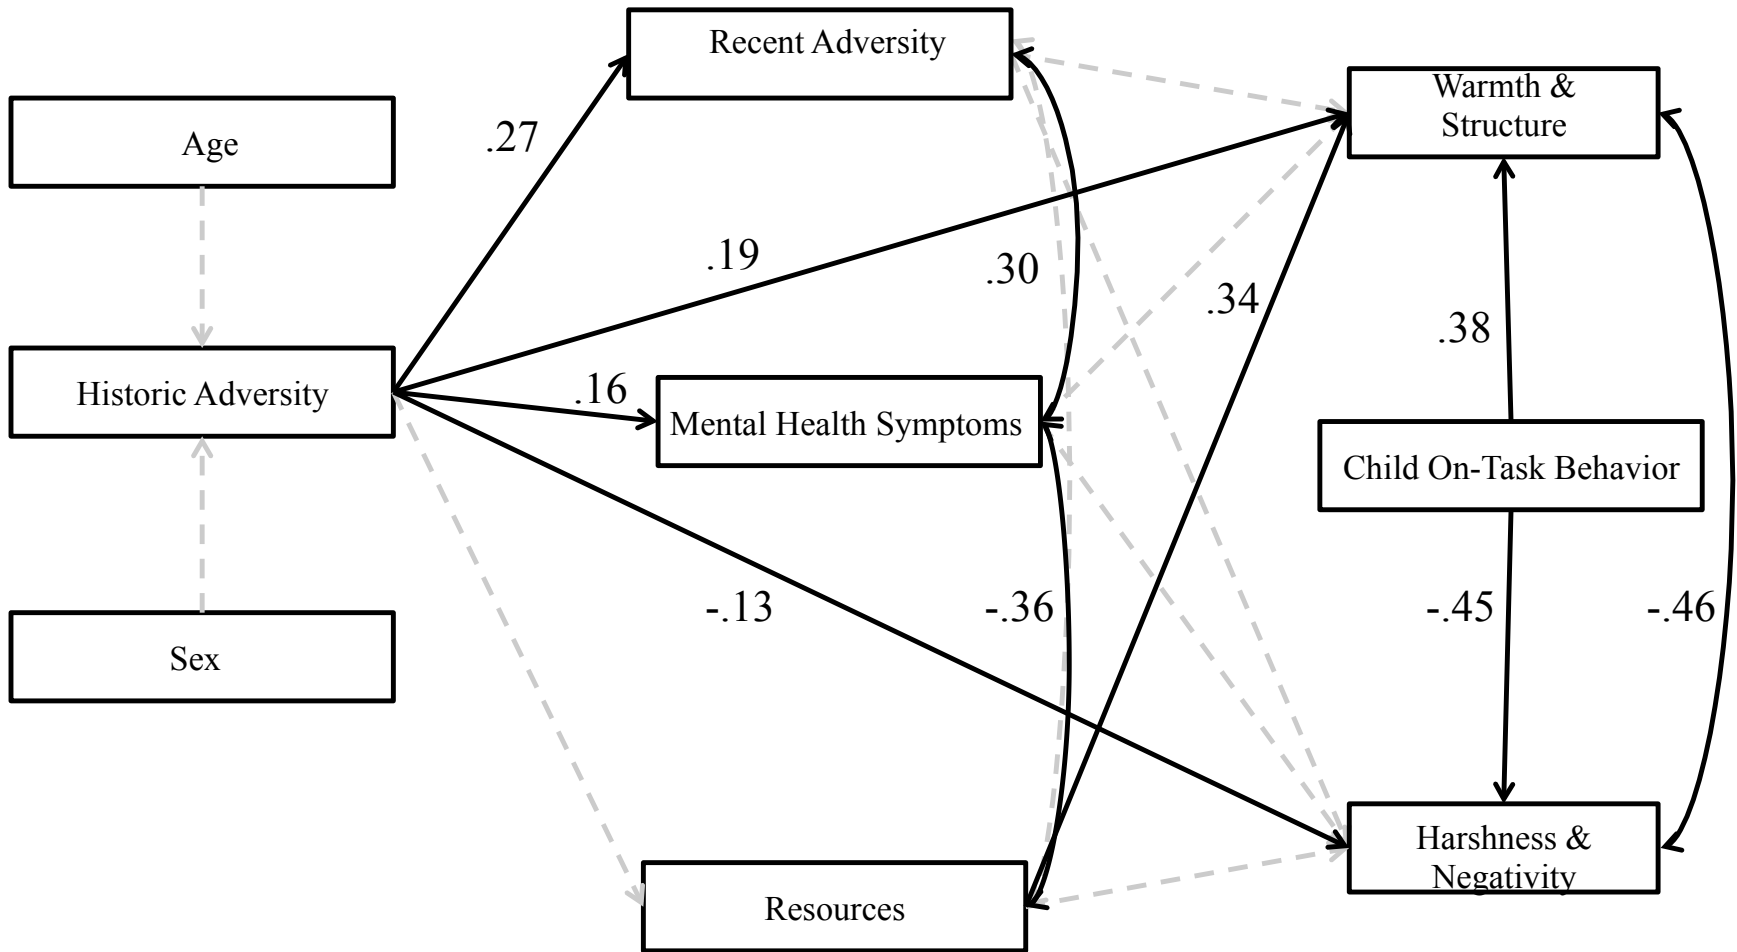 Recent Adversity
Warmth &
Structure
Age
.27
.19
.30
.34
.38
Historic Adversity
.16
Mental Health Symptoms
Child On-Task Behavior
-.13
-.36
-.45
-.46
Sex
Harshness &
Negativity
Resources